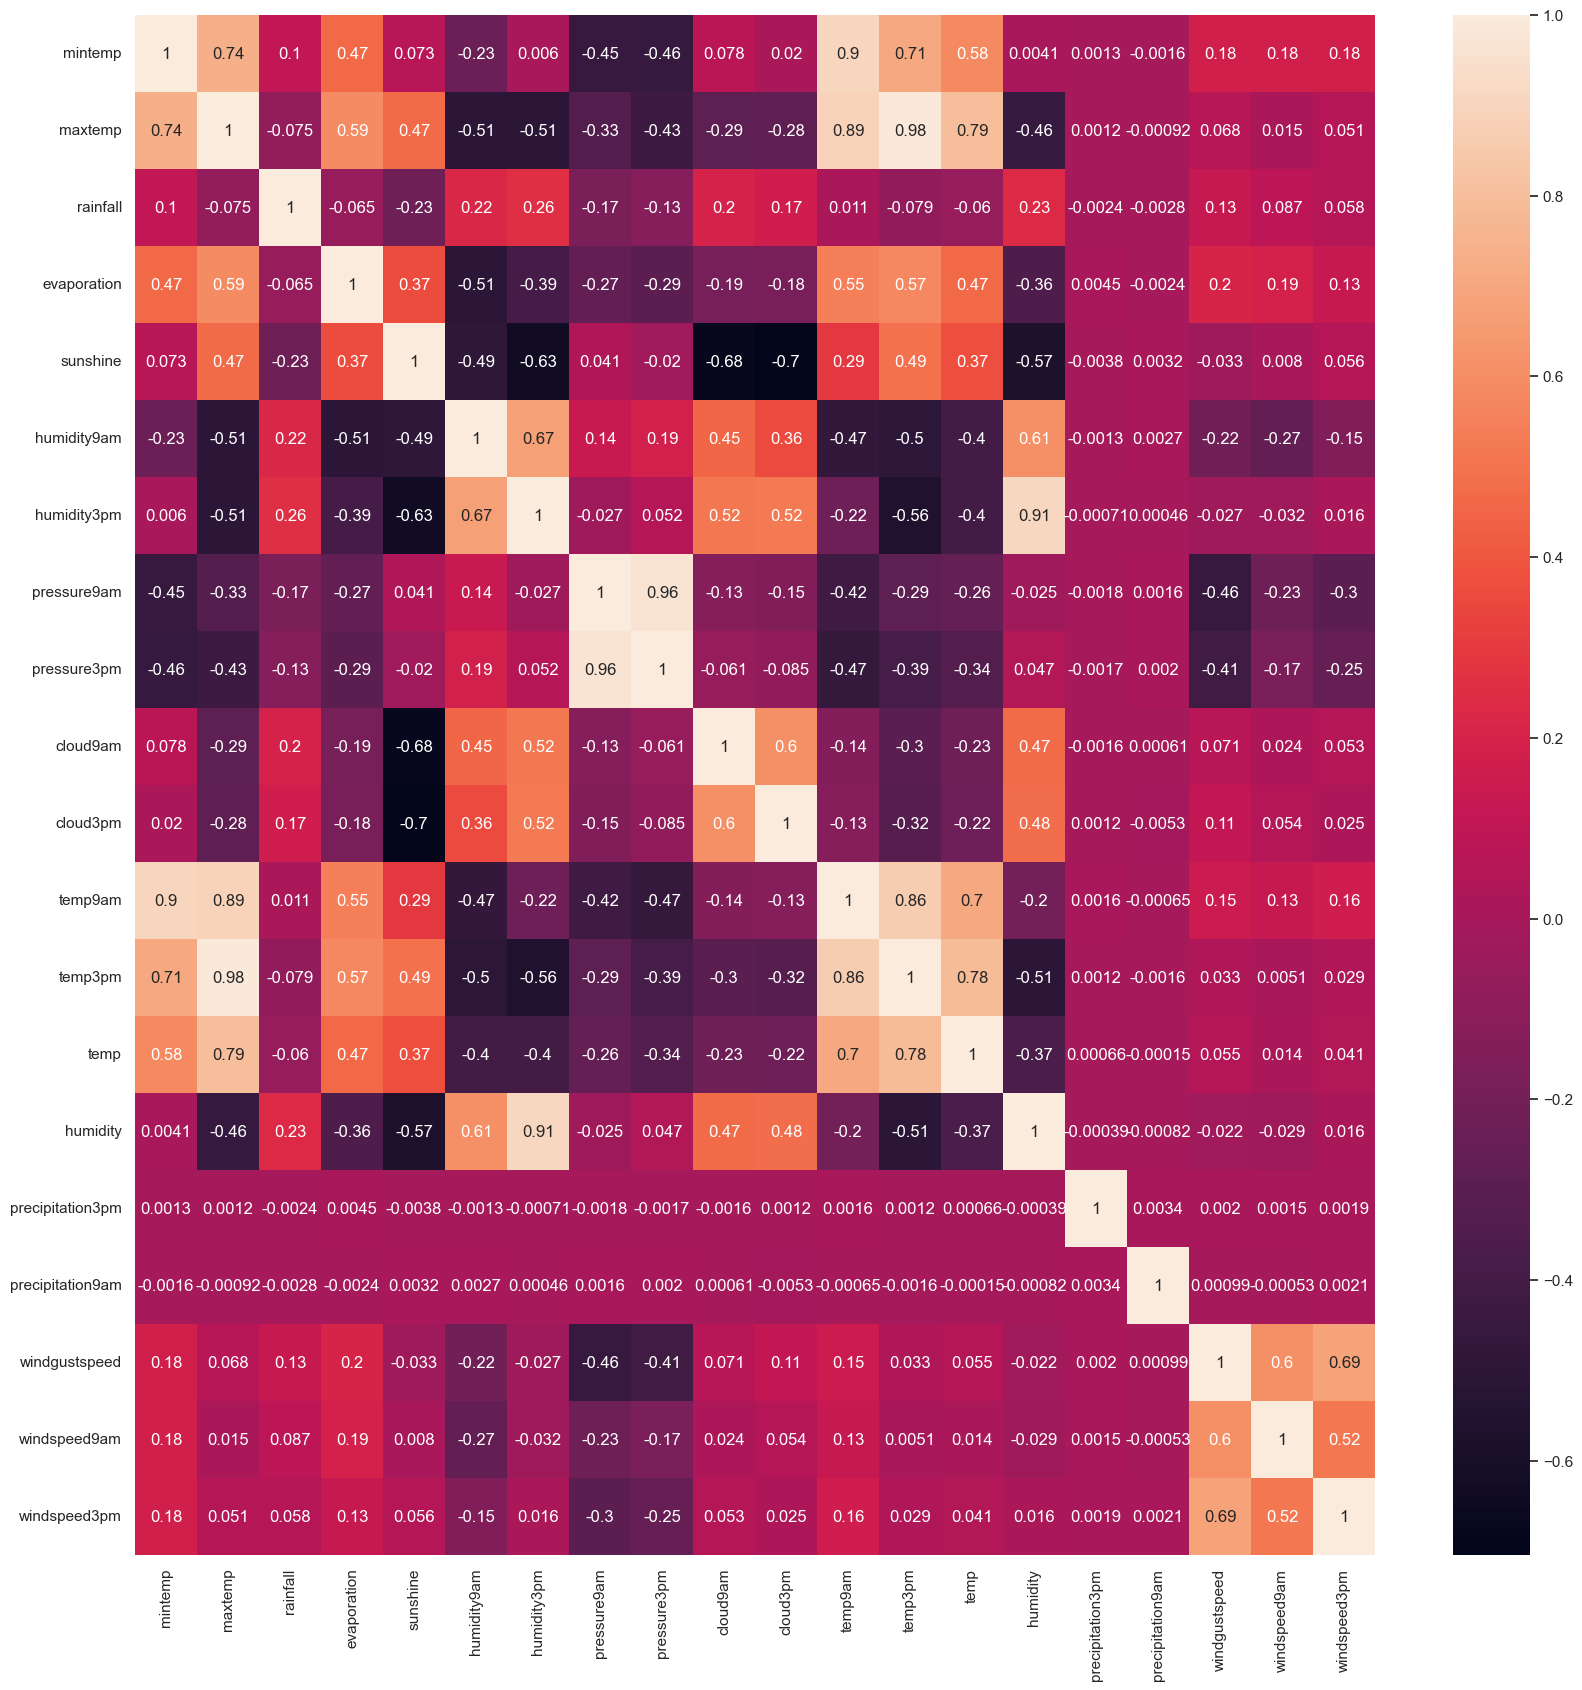 mintemp 1 0.74 0.1 0.47 0.073 -0.23 0.006 -0.45 -0.46 0.078 0.02 0.9 0.71 0.58 0.0041 0.0013 -0.0016 0.18 0.18 0.18
maxtemp 0.74 1 -0.075 0.59 0.47 -0.51 -0.51 -0.33 -0.43 -0.29 -0.28 0.89 0.98 0.79 -0.46 0.0012 -0.00092 0.068 0.015 0.051
rainfall 0.1 -0.075 1 -0.065 -0.23 0.22 0.26 -0.17 -0.13 0.2 0.17 0.011 -0.079 -0.06 0.23 -0.0024 -0.0028 0.13 0.087 0.058
evaporation 0.47 0.59 -0.065 1 0.37 -0.51 -0.39 -0.27 -0.29 -0.19 -0.18 0.55 0.57 0.47 -0.36 0.0045 -0.0024 0.2 0.19 0.13
sunshine 0.073 0.47 -0.23 0.37 1 -0.49 -0.63 0.041 -0.02 -0.68 -0.7 0.29 0.49 0.37 -0.57 -0.0038 0.0032 -0.033 0.008 0.056
humidity9am -0.23 -0.51 0.22 -0.51 -0.49 1 0.67 0.14 0.19 0.45 0.36 -0.47 -0.5 -0.4 0.61 -0.0013 0.0027 -0.22 -0.27 -0.15
humidity3pm 0.006 -0.51 0.26 -0.39 -0.63 0.67 1 -0.027 0.052 0.52 0.52 -0.22 -0.56 -0.4 0.91 -0.00071 0.00046 -0.027 -0.032 0.016
pressure9am -0.45 -0.33 -0.17 -0.27 0.041 0.14 -0.027 1 0.96 -0.13 -0.15 -0.42 -0.29 -0.26 -0.025 -0.0018 0.0016 -0.46 -0.23 -0.3
pressure3pm -0.46 -0.43 -0.13 -0.29 -0.02 0.19 0.052 0.96 1 -0.061 -0.085 -0.47 -0.39 -0.34 0.047 -0.0017 0.002 -0.41 -0.17 -0.25
cloud9am 0.078 -0.29 0.2 -0.19 -0.68 0.45 0.52 -0.13 -0.061 1 0.6 -0.14 -0.3 -0.23 0.47 -0.0016 0.00061 0.071 0.024 0.053
cloud3pm 0.02 -0.28 0.17 -0.18 -0.7 0.36 0.52 -0.15 -0.085 0.6 1 -0.13 -0.32 -0.22 0.48 0.0012 -0.0053 0.11 0.054 0.025
temp9am 0.9 0.89 0.011 0.55 0.29 -0.47 -0.22 -0.42 -0.47 -0.14 -0.13 1 0.86 0.7 -0.2 0.0016 -0.00065 0.15 0.13 0.16
temp3pm 0.71 0.98 -0.079 0.57 0.49 -0.5 -0.56 -0.29 -0.39 -0.3 -0.32 0.86 1 0.78 -0.51 0.0012 -0.0016 0.033 0.0051 0.029
temp 0.58 0.79 -0.06 0.47 0.37 -0.4 -0.4 -0.26 -0.34 -0.23 -0.22 0.7 0.78 1 -0.37 0.00066 -0.00015 0.055 0.014 0.041
humidity 0.0041 -0.46 0.23 -0.36 -0.57 0.61 0.91 -0.025 0.047 0.47 0.48 -0.2 -0.51 -0.37 1 -0.00039 -0.00082 -0.022 -0.029 0.016
precipitation3pm 0.0013 0.0012 -0.0024 0.0045 -0.0038 -0.0013 -0.00071 -0.0018 -0.0017 -0.0016 0.0012 0.0016 0.0012 0.00066 -0.00039 1 0.0034 0.002 0.0015 0.0019
precipitation9am -0.0016 -0.00092 -0.0028 -0.0024 0.0032 0.0027 0.00046 0.0016 0.002 0.00061 -0.0053 -0.00065 -0.0016 -0.00015 -0.00082 0.0034 1 0.00099 -0.00053 0.0021
windgustspeed 0.18 0.068 0.13 0.2 -0.033 -0.22 -0.027 -0.46 -0.41 0.071 0.11 0.15 0.033 0.055 -0.022 0.002 0.00099 1 0.6 0.69
windspeed9am 0.18 0.015 0.087 0.19 0.008 -0.27 -0.032 -0.23 -0.17 0.024 0.054 0.13 0.0051 0.014 -0.029 0.0015 -0.00053 0.6 1 0.52
windspeed3pm 0.18 0.051 0.058 0.13 0.056 -0.15 0.016 -0.3 -0.25 0.053 0.025 0.16 0.029 0.041 0.016 0.0019 0.0021 0.69 0.52 1
mintemp maxtemp rainfall evaporation sunshine humidity9am humidity3pm pressure9am pressure3pm cloud9am cloud3pm temp9am temp3pm temp humidity precipitation3pm precipitation9am windgustspeed windspeed9am windspeed3pm
1.0
0.8
0.6
0.4
0.2
0.0
−0.2
−0.4
−0.6